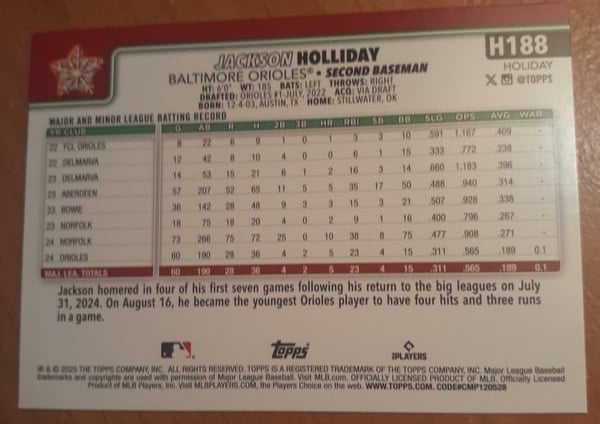 H188
JACKSON HOLLIDAY
HOLLIDAY
BALTIMORE ORIOLES® • SECOND BASEMAN
@TOPPS
HT: 6'0" WT: 185 BATS: LEFT THROWS: RIGHT
DRAFTED: ORIOLES #1-JULY, 2022 ACQ: VIA DRAFT
BORN: 12-4-03, AUSTIN, TX HOME: STILLWATER, OK
MAJOR AND MINOR LEAGUE BATTING RECORD
YR CLUB G AB R H 2B 3B HR RBI SB BB SLG OPS AVG WAR
22 FCL ORIOLES 8 22 6 9 1 0 1 3 3 10 .591 1.167 .409 -
22 DELMARVA 12 42 8 10 4 0 0 6 1 15 .333 .772 .238 -
23 DELMARVA 14 53 15 21 6 1 2 16 3 14 .660 1.183 .396 -
23 ABERDEEN 57 207 52 65 11 5 5 35 17 50 .488 .940 .314 -
23 BOWIE 36 142 28 48 9 3 3 15 3 21 .507 .928 .338 -
23 NORFOLK 18 75 18 20 4 0 2 9 1 16 .400 .796 .267 -
24 NORFOLK 73 266 75 72 25 0 10 38 8 75 .477 .908 .271 -
24 ORIOLES 60 190 28 36 4 2 5 23 4 15 .311 .565 .189 0.1
MAJ. LEA. TOTALS 60 190 28 36 4 2 5 23 4 15 .311 .565 .189 0.1
Jackson homered in four of his first seven games following his return to the big leagues on July
31, 2024. On August 16, he became the youngest Orioles player to have four hits and three runs
in a game.
topps
PLAYERS
® & © 2025 THE TOPPS COMPANY, INC. ALL RIGHTS RESERVED. TOPPS IS A REGISTERED TRADEMARK OF THE TOPPS COMPANY, INC. Major League Baseball
trademarks and copyrights are used with permission of Major League Baseball. Visit MLB.com. OFFICIALLY LICENSED PRODUCT OF MLB. Officially Licensed
Product of MLB Players, Inc. Visit MLBPLAYERS.COM, the Players Choice on the web. WWW.TOPPS.COM. CODE#CMP120528